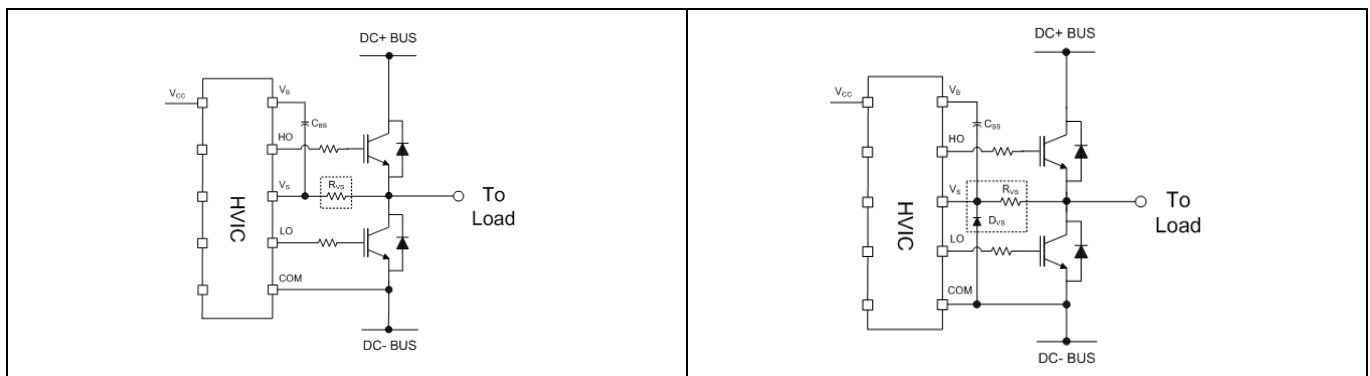 DC+ BUS
VCC
VB
CBS
HO
VS
RVS
To
Load
HVIC
LO
COM
DC- BUS
DC+ BUS
VCC
VB
CBS
HO
VS
RVS
To
Load
DVS
HVIC
LO
COM
DC- BUS